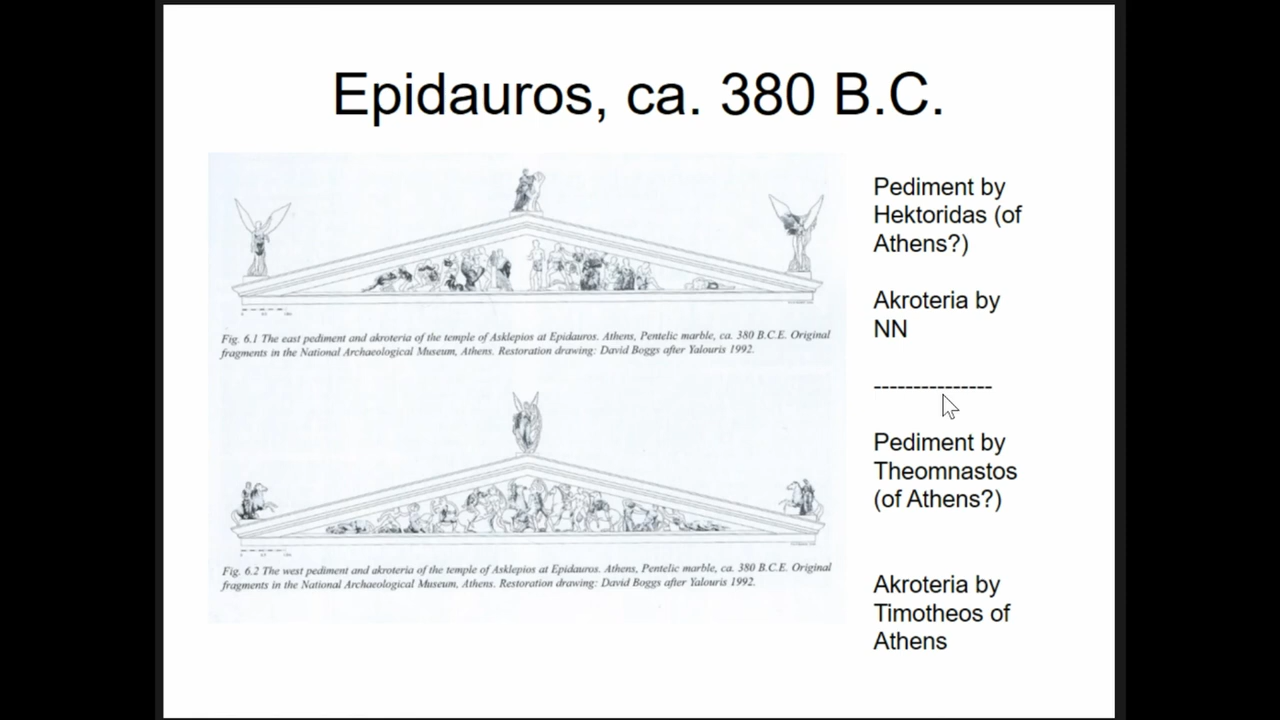 Epidauros, ca. 380 B.C.
Fig. 6.1 The east pediment and akroteria of the temple of Asklepios at Epidauros. Athens, Pentelic marble, ca. 380 B.C.E. Original
fragments in the National Archaeological Museum, Athens. Restoration drawing: David Boggs after Yalouris 1992.
Fig. 6.2 The west pediment and akroteria of the temple of Asklepios at Epidauros. Athens, Pentelic marble, ca. 380 B.C.E. Original
fragments in the National Archaeological Museum, Athens. Restoration drawing: David Boggs after Yalouris 1992.
Pediment by
Hektoridas (of
Athens?)
Akroteria by
NN
---------------
Pediment by
Theomnastos
(of Athens?)
Akroteria by
Timotheos of
Athens